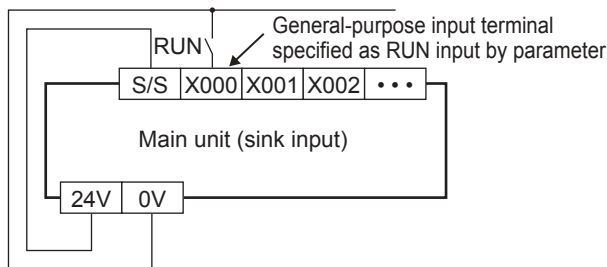 General-purpose input terminal
RUN specified as RUN input by parameter
S/S X000 X001 X002 •••
Main unit (sink input)
24V 0V